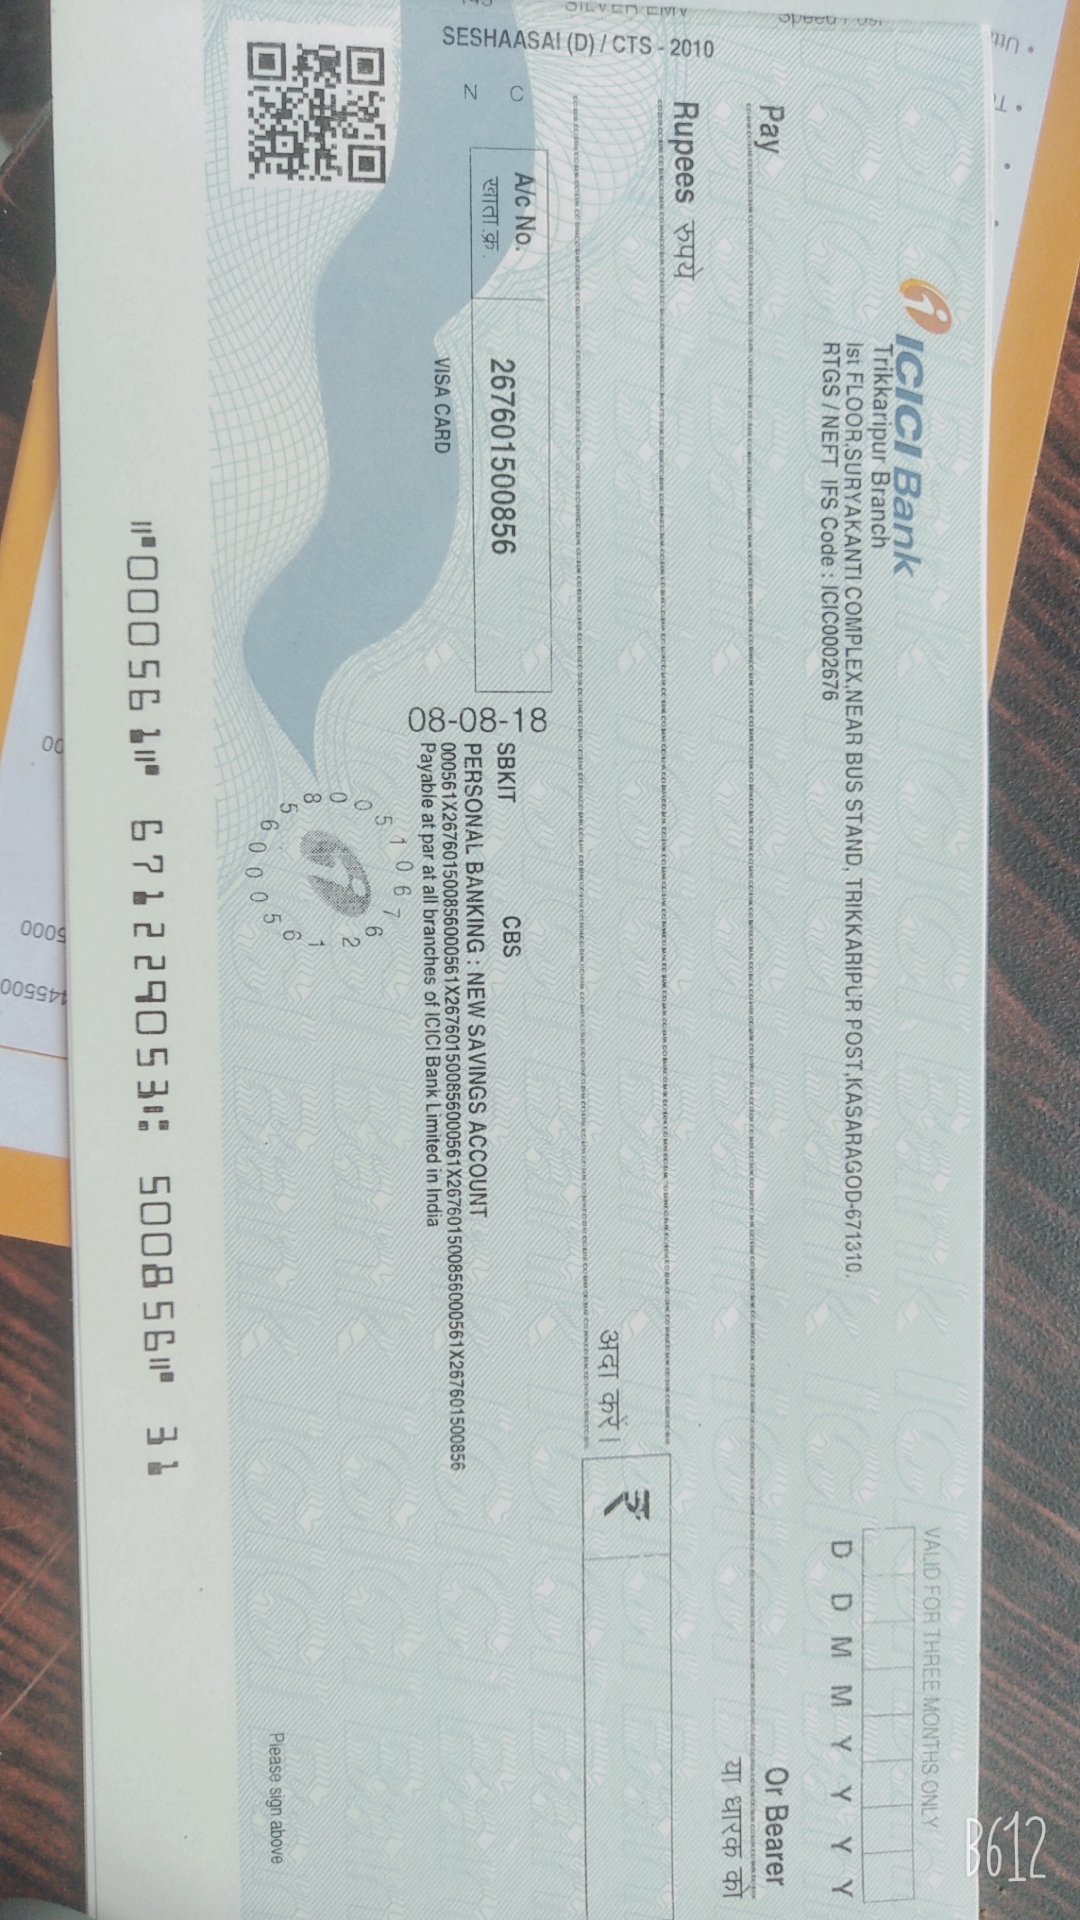 ICICI Bank
Trikkaripur Branch
Ist FLOOR,SURYAKANTI COMPLEX,NEAR BUS STAND, TRIKKARIPUR POST,KASARAGOD-671310.
RTGS / NEFT IFS Code : ICIC0002676
VALID FOR THREE MONTHS ONLY
D D M M Y Y Y Y
Pay
Or Bearer
या धारक को
Rupees रुपये
अदा करें।
₹
A/c No.
खाता क्र.
267601500856
VISA CARD
C
N
SESHAASAI (D) / CTS - 2010
08-08-18
SBKIT CBS
PERSONAL BANKING : NEW SAVINGS ACCOUNT
000561X267601500856000561X267601500856000561X267601500856000561X267601500856
Payable at par at all branches of ICICI Bank Limited in India
Please sign above
⑈000561⑈ 671229053⑆ 500856⑈ 31
SILVER EMV
5000
445500
B612